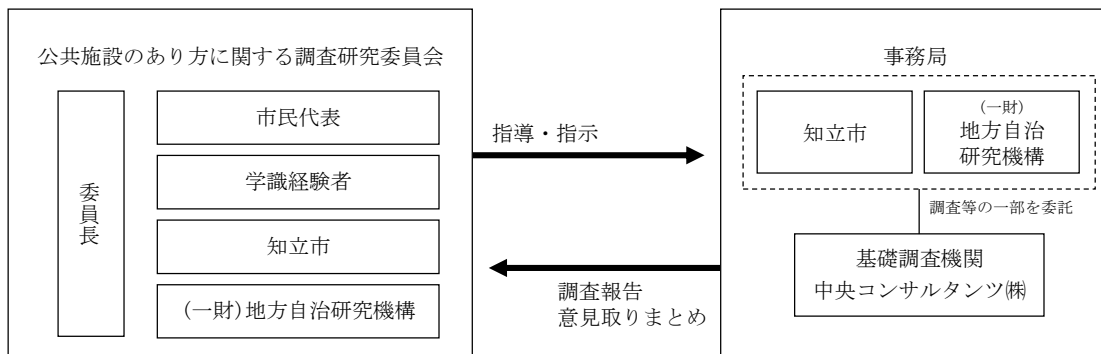 公共施設のあり方に関する調査研究委員会
委員長
市民代表
学識経験者
知立市
(一財)地方自治研究機構
指導・指示
調査報告
意見取りまとめ
事務局
知立市
(一財)
地方自治
研究機構
調査等の一部を委託
基礎調査機関
中央コンサルタンツ㈱